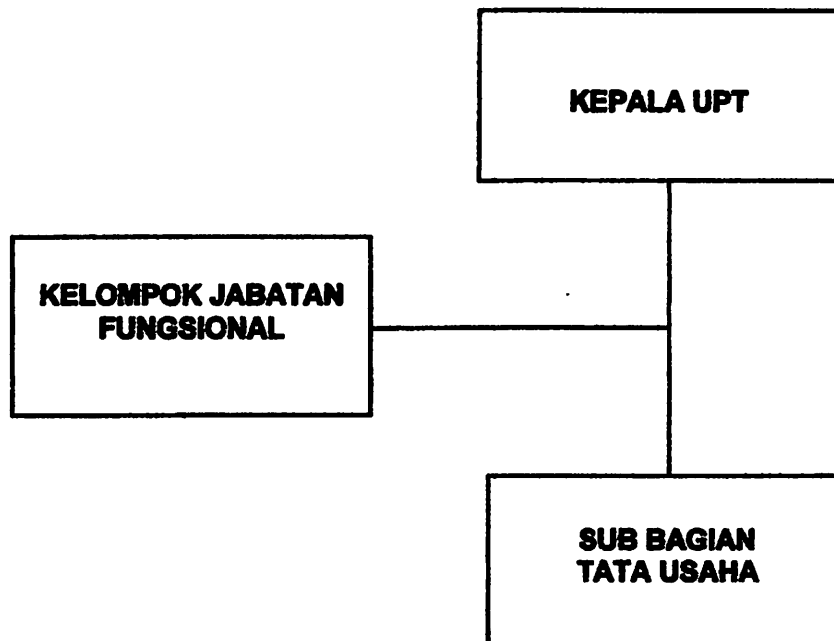 KEPALA UPT
KELOMPOK JABATAN
FUNGSIONAL
SUB BAGIAN
TATA USAHA